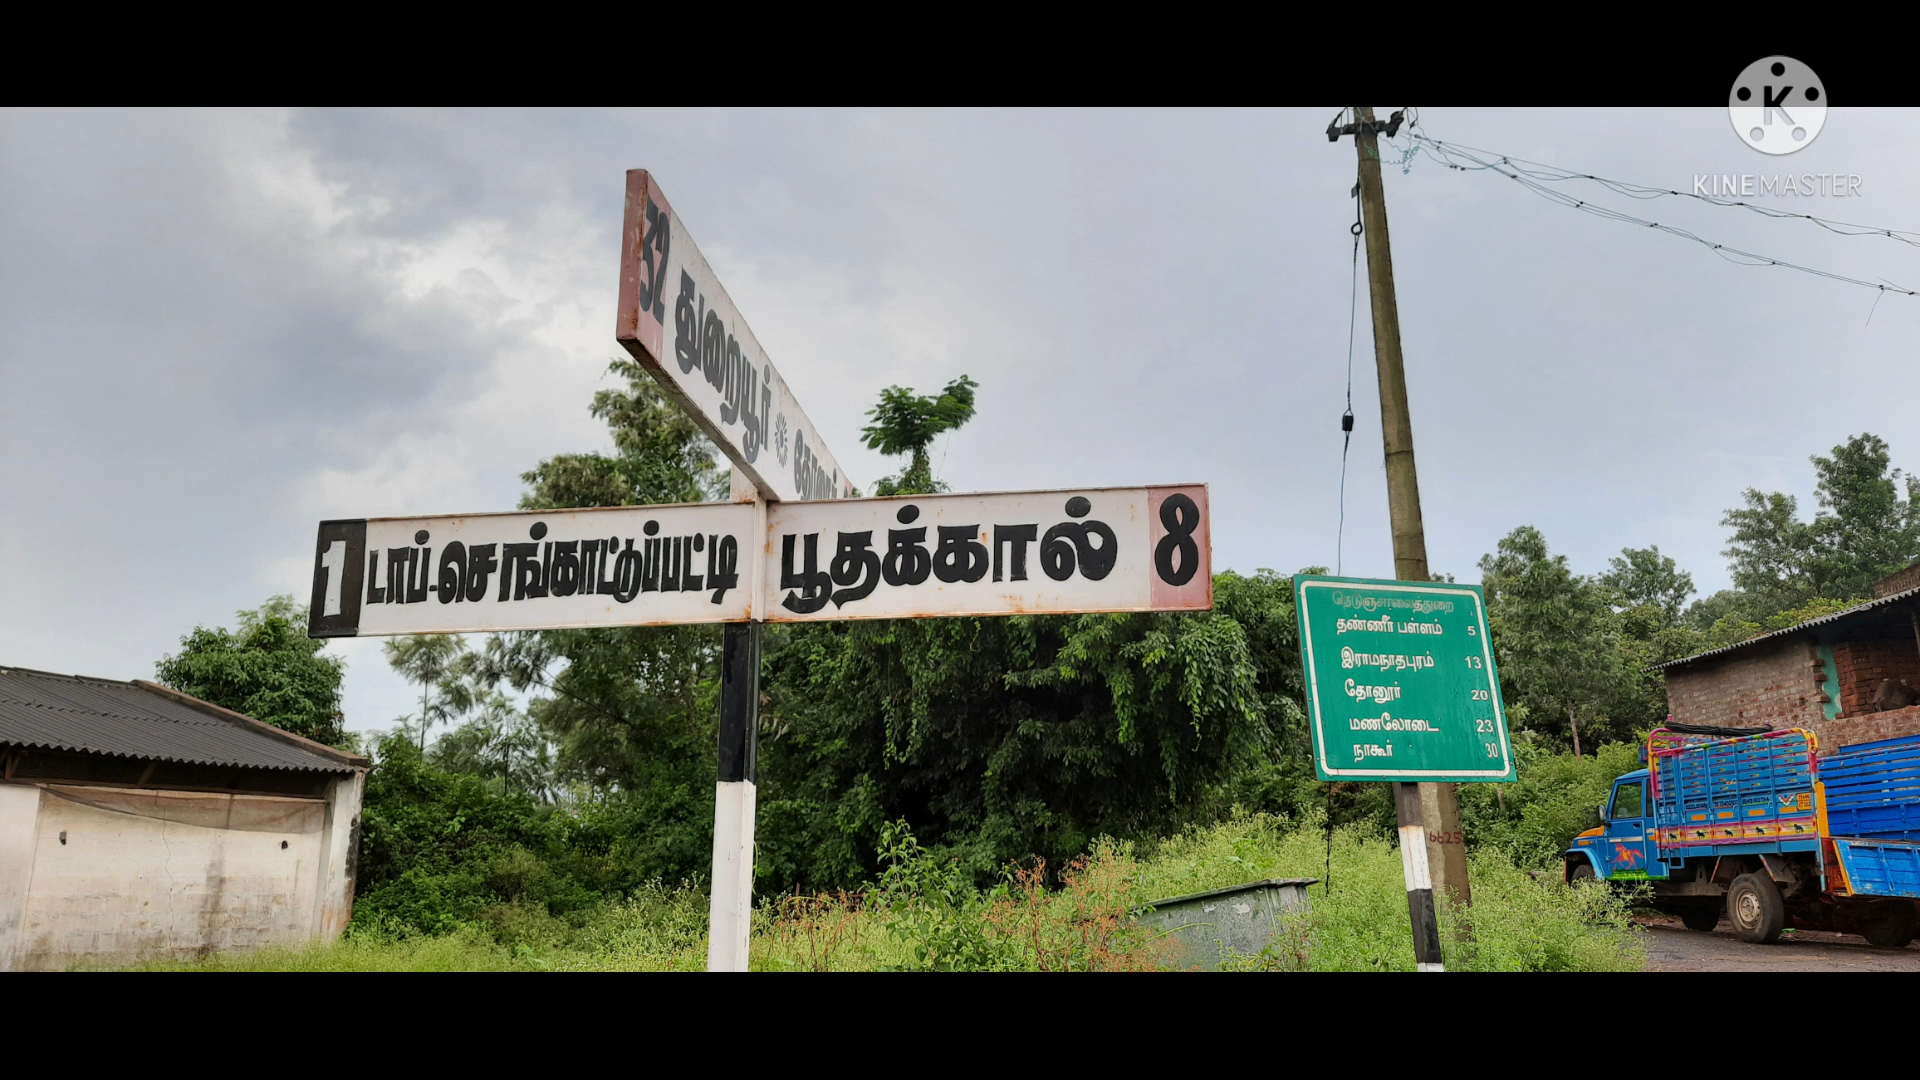 K
KINEMASTER
32 துறையூர்
1 டாப்-செங்காட்டுப்பட்டி
பூதக்கால் 8
நெடுஞ்சாலைத்துறை
தண்ணீர் பள்ளம் 5
இராமநாதபுரம் 13
தோனூர் 20
மணலோடை 23
நாகூர் 30
6625